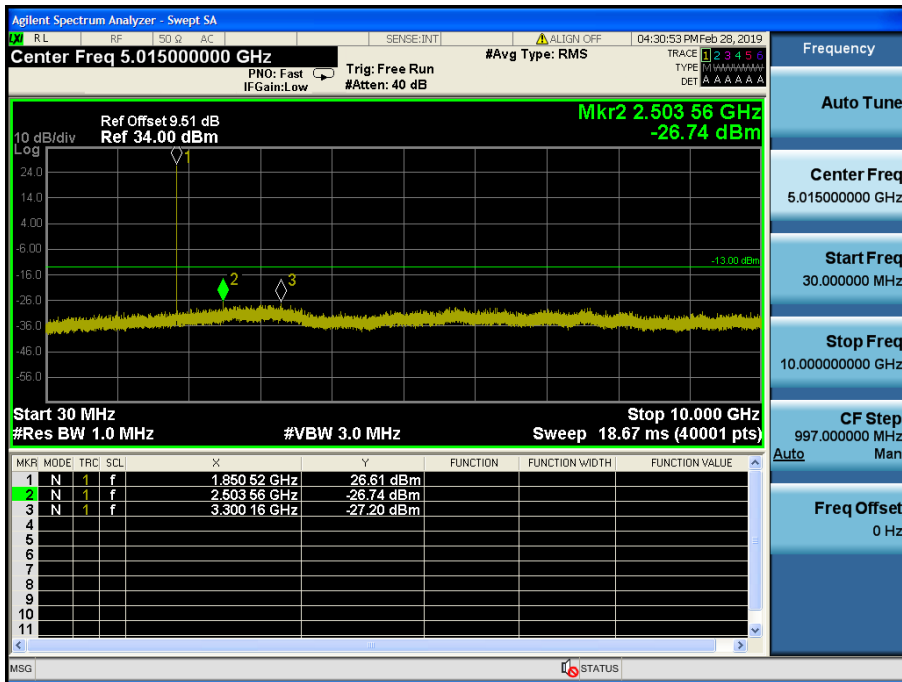 Agilent Spectrum Analyzer - Swept SA
LXI RL RF 50 Ω AC SENSE:INT ALIGN OFF 04:30:53 PM Feb 28, 2019
Center Freq 5.015000000 GHz #Avg Type: RMS TRACE 1 2 3 4 5 6
PNO: Fast Trig: Free Run TYPE M WWWWW
IFGain:Low #Atten: 40 dB DET A A A A A A
Frequency
Auto Tune
Center Freq
5.015000000 GHz
Start Freq
30.000000 MHz
Stop Freq
10.000000000 GHz
CF Step
997.000000 MHz
Auto Man
Freq Offset
0 Hz
Mkr2 2.503 56 GHz
-26.74 dBm
Ref Offset 9.51 dB
10 dB/div Ref 34.00 dBm
Log
1
24.0
14.0
4.00
-6.00
-13.00 dBm
-16.0
2 3
-26.0
-36.0
-46.0
-56.0
Start 30 MHz Stop 10.000 GHz
#Res BW 1.0 MHz #VBW 3.0 MHz Sweep 18.67 ms (40001 pts)
MKR MODE TRC SCL X Y FUNCTION FUNCTION WIDTH FUNCTION VALUE
1 N 1 f 1.850 52 GHz 26.61 dBm
2 N 1 f 2.503 56 GHz -26.74 dBm
3 N 1 f 3.300 16 GHz -27.20 dBm
4
5
6
7
8
9
10
11
MSG STATUS